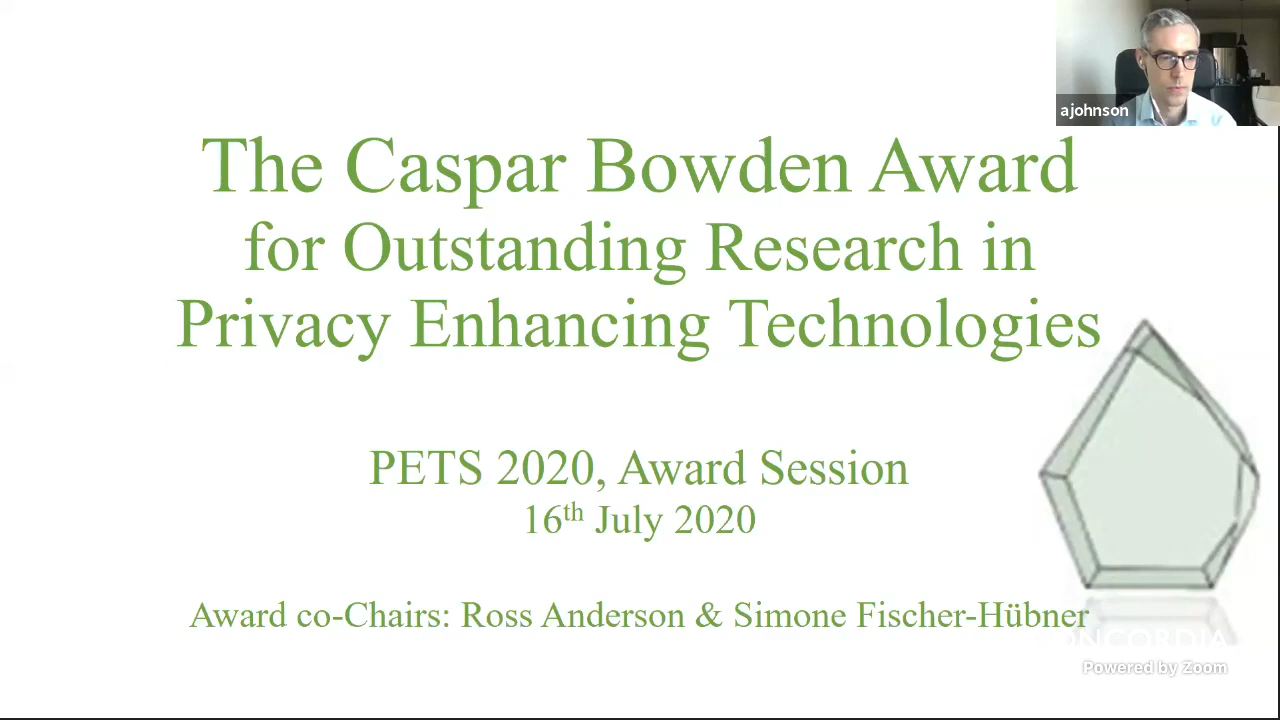 ajohnson
The Caspar Bowden Award
for Outstanding Research in
Privacy Enhancing Technologies
PETS 2020, Award Session
16th July 2020
Award co-Chairs: Ross Anderson & Simone Fischer-Hübner
ONCORDIA
Powered by Zoom